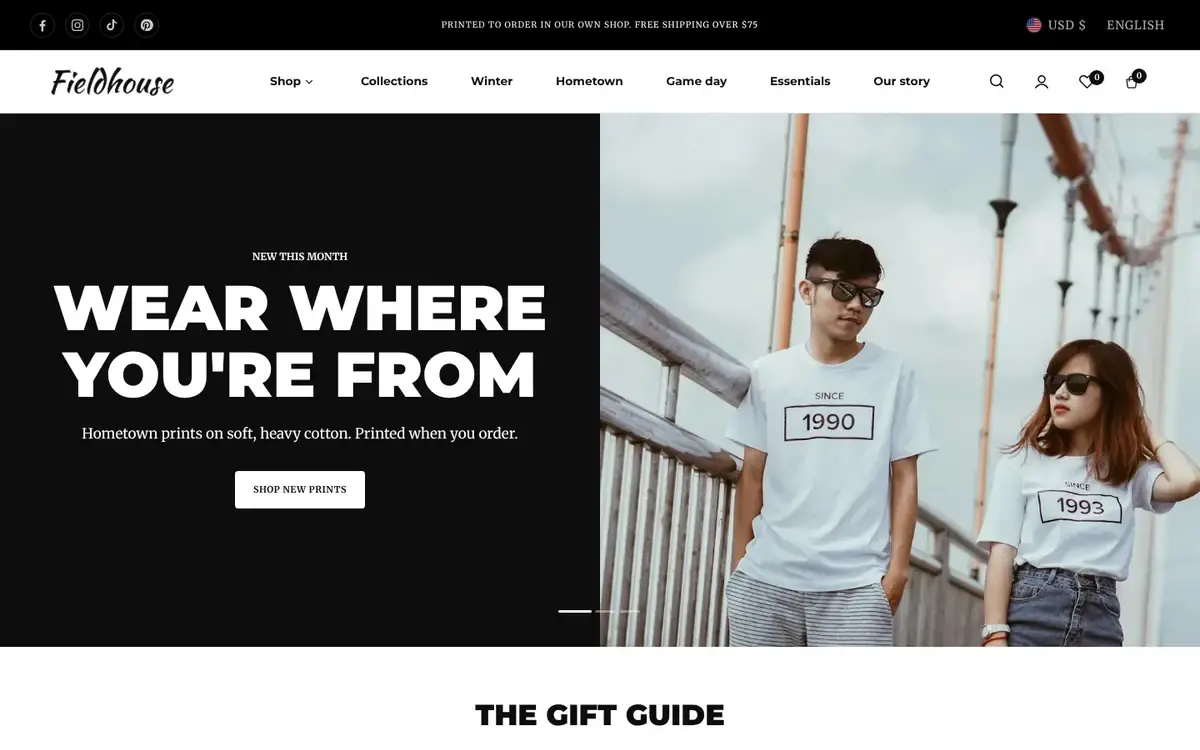 PRINTED TO ORDER IN OUR OWN SHOP. FREE SHIPPING OVER $75
USD $
ENGLISH
Fieldhouse
Shop
Collections
Winter
Hometown
Game day
Essentials
Our story
0
0
NEW THIS MONTH
WEAR WHERE
YOU'RE FROM
Hometown prints on soft, heavy cotton. Printed when you order.
SHOP NEW PRINTS
SINCE
1990
SINCE
1993
THE GIFT GUIDE